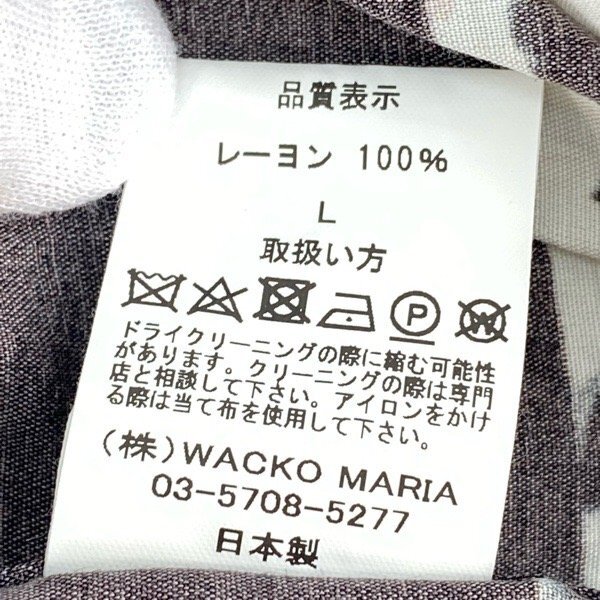 品質表示
レーヨン 100%
L
取扱い方
P W
ドライクリーニングの際に縮む可能性
があります。クリーニングの際は専門
店と相談して下さい。アイロンをかけ
る際は当て布を使用して下さい。
(株)WACKO MARIA
03-5708-5277
日本製